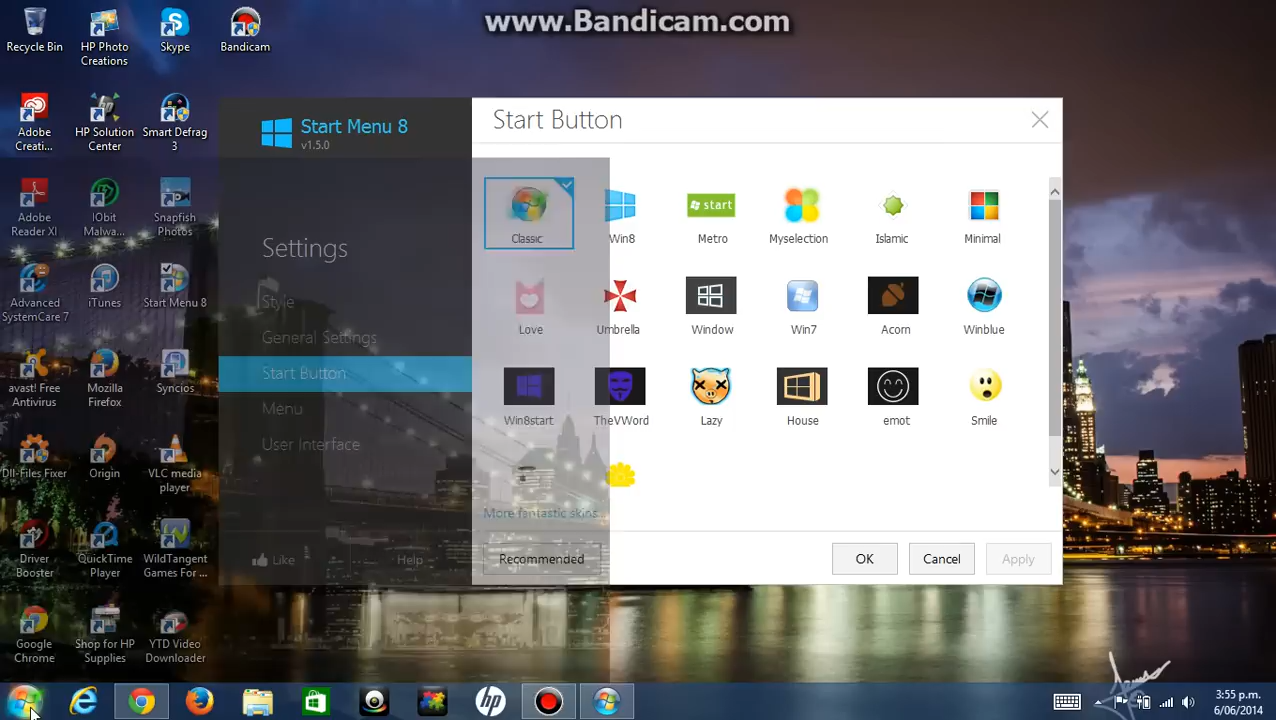 www.Bandicam.com
Recycle Bin
HP Photo
Creations
Skype
Bandicam
Adobe
Creati...
HP Solution
Center
Smart Defrag
3
Adobe
Reader XI
IObit
Malwa...
Snapfish
Photos
Advanced
SystemCare 7
iTunes
Start Menu 8
avast! Free
Antivirus
Mozilla
Firefox
Syncios
Dll-Files Fixer
Origin
VLC media
player
Driver
Booster
QuickTime
Player
WildTangent
Games For ...
Google
Chrome
Shop for HP
Supplies
YTD Video
Downloader
Start Menu 8
v1.5.0
Settings
Style
General Settings
Start Button
Menu
User Interface
Like
Help
Start Button
Classic
Win8
start
Metro
Myselection
Islamic
Minimal
Love
Umbrella
Window
Win7
Acorn
Winblue
Win8start
TheVWord
Lazy
House
emot
Smile
More fantastic skins...
Recommended
OK
Cancel
Apply
hp
3:55 p.m.
6/06/2014